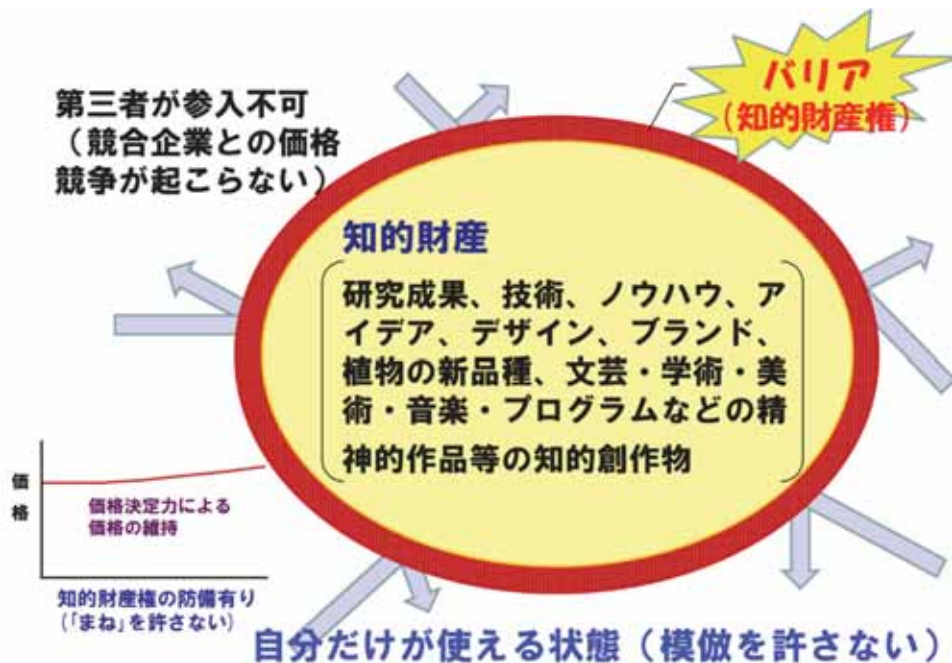 バリア
(知的財産権)
第三者が参入不可
（競合企業との価格
競争が起こらない）
知的財産
研究成果、技術、ノウハウ、ア
イデア、デザイン、ブランド、
植物の新品種、文芸・学術・美
術・音楽・プログラムなどの精
神的作品等の知的創作物
価
格
価格決定力による
価格の維持
知的財産権の防備有り
(「まね」を許さない)
自分だけが使える状態（模倣を許さない）